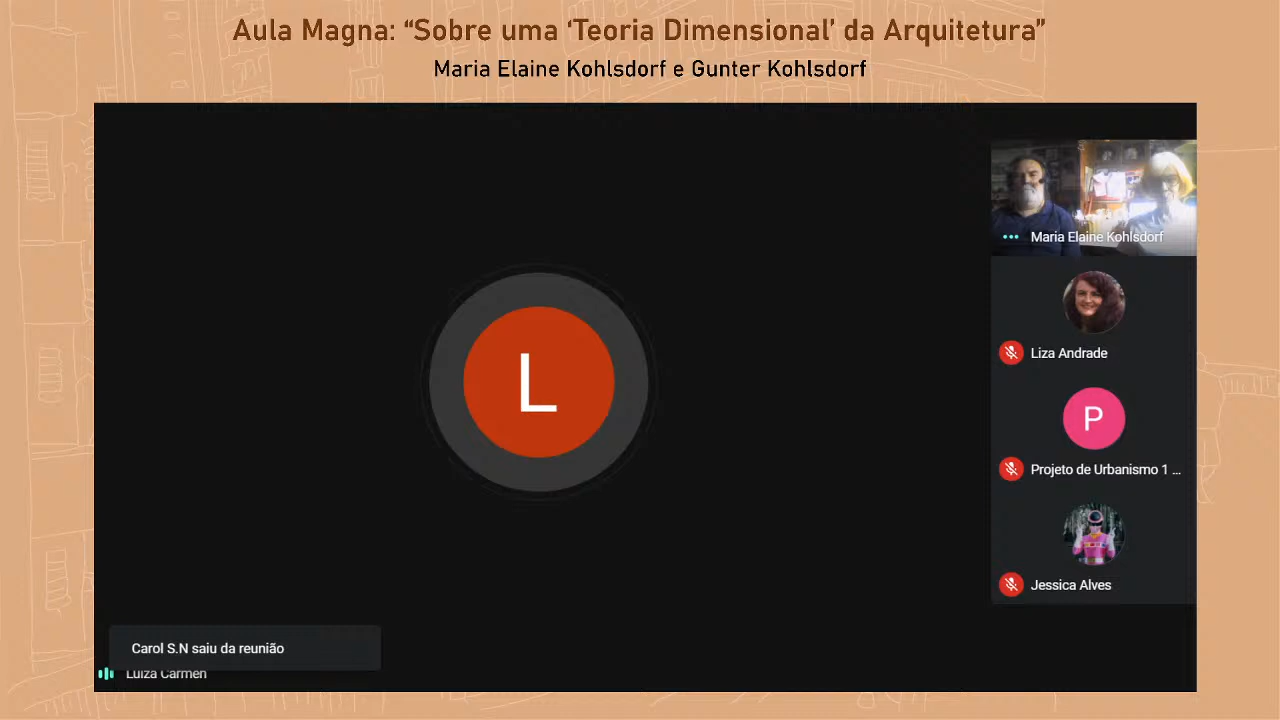 Aula Magna: “Sobre uma ‘Teoria Dimensional’ da Arquitetura”
Maria Elaine Kohlsdorf e Gunter Kohlsdorf
Maria Elaine Kohlsdorf
Liza Andrade
P
Projeto de Urbanismo 1 ...
Jessica Alves
L
Carol S.N saiu da reunião
Luiza Carmen